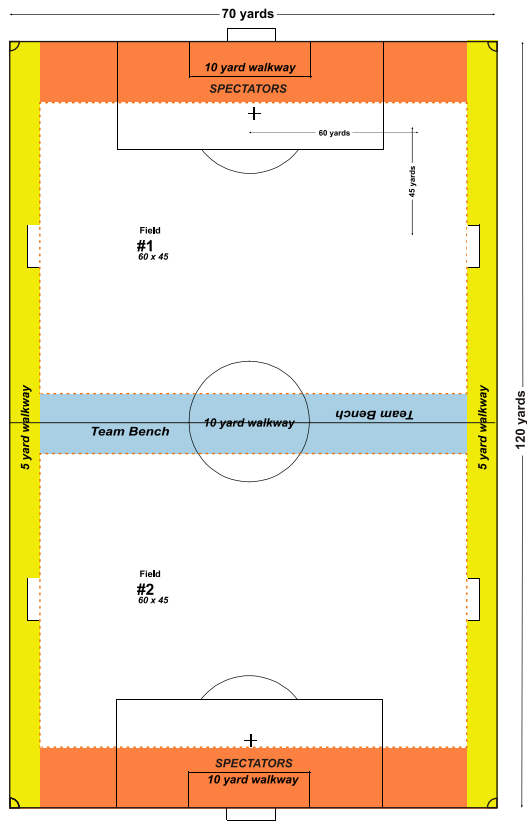 70 yards
10 yard walkway
SPECTATORS
60 yards
45 yards
Field
#1
60 x 45
5 yard walkway
Team Bench
10 yard walkway
Team Bench
5 yard walkway
120 yards
Field
#2
60 x 45
SPECTATORS
10 yard walkway